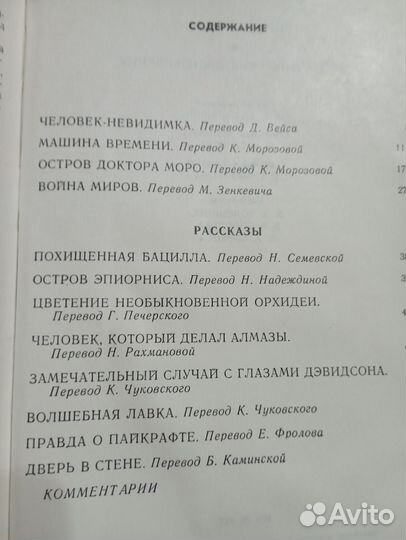 СОДЕРЖАНИЕ
ЧЕЛОВЕК-НЕВИДИМКА. Перевод Д. Вейса
МАШИНА ВРЕМЕНИ. Перевод К. Морозовой
ОСТРОВ ДОКТОРА МОРО. Перевод К. Морозовой
ВОЙНА МИРОВ. Перевод М. Зенкевича
РАССКАЗЫ
ПОХИЩЕННАЯ БАЦИЛЛА. Перевод Н. Семевской
ОСТРОВ ЭПИОРНИСА. Перевод Н. Надеждиной
ЦВЕТЕНИЕ НЕОБЫКНОВЕННОЙ ОРХИДЕИ.
Перевод Г. Печерского
ЧЕЛОВЕК, КОТОРЫЙ ДЕЛАЛ АЛМАЗЫ.
Перевод Н. Рахмановой
ЗАМЕЧАТЕЛЬНЫЙ СЛУЧАЙ С ГЛАЗАМИ ДЭВИДСОНА.
Перевод К. Чуковского
ВОЛШЕБНАЯ ЛАВКА. Перевод К. Чуковского
ПРАВДА О ПАЙКРАФТЕ. Перевод Е. Фролова
ДВЕРЬ В СТЕНЕ. Перевод Б. Каминской
КОММЕНТАРИИ
Avito